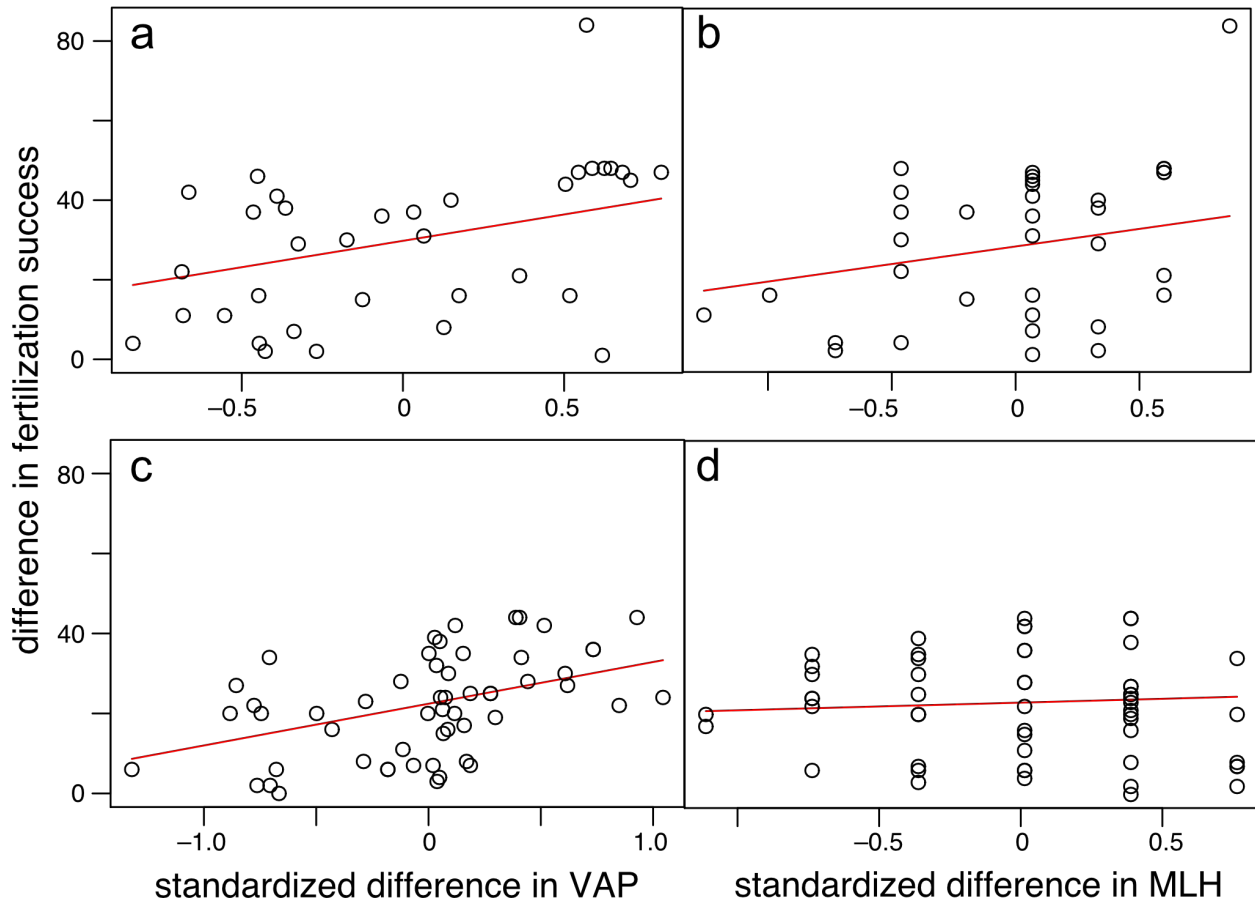 a
b
80
40
0
−0.5
0
0.5
−0.5
0
0.5
c
d
80
40
0
−1.0
0
1.0
−0.5
0
0.5
difference in fertilization success
standardized difference in VAP
standardized difference in MLH